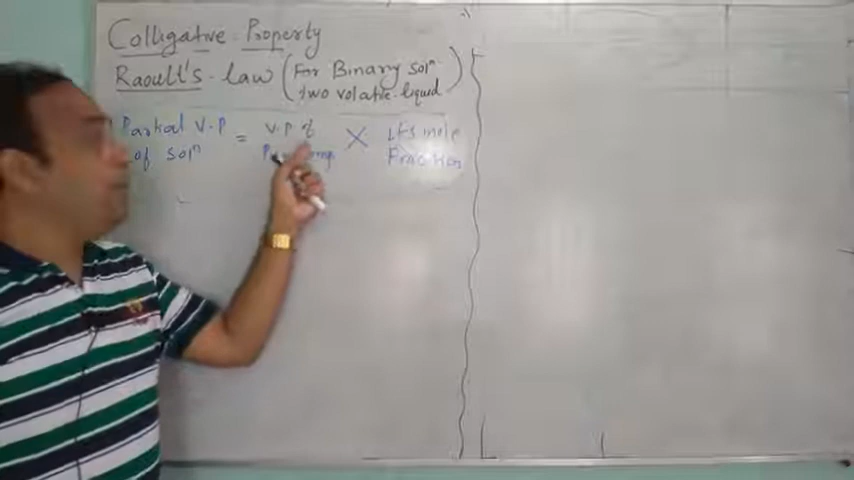 Colligative Property
Raoult's law (For Binary solⁿ
two volatile liquid)
Partial V.P = V.P of × Its mole
of solⁿ Fraction